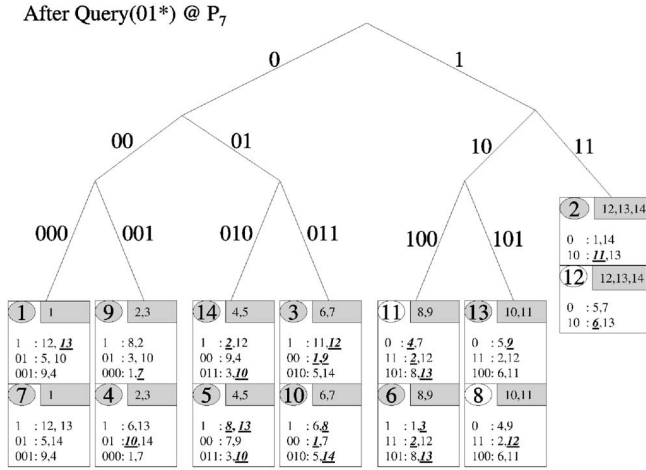 After Query(01*) @ P7
0
1
00
01
10
11
000
001
010
011
100
101
2 12,13,14
0 : 1,14
10 : 11,13
12 12,13,14
0 : 5,7
10 : 6,13
1 1
1 : 12, 13
01 : 5, 10
001: 9,4
9 2,3
1 : 8,2
01 : 3, 10
000: 1,7
14 4,5
1 : 2,12
00 : 9,4
011: 3,10
3 6,7
1 : 11,12
00 : 1,9
010: 5,14
11 8,9
0 : 4,7
11 : 2,12
101: 8,13
13 10,11
0 : 5,9
11 : 2,12
100: 6,11
7 1
1 : 12, 13
01 : 5,14
001: 9,4
4 2,3
1 : 6,13
01 : 10,14
000: 1,7
5 4,5
1 : 8, 13
00 : 7,9
011: 3,10
10 6,7
1 : 6,8
00 : 1,7
010: 5,14
6 8,9
1 : 1,3
11 : 2,12
101: 8,13
8 10,11
0 : 4,9
11 : 2,12
100: 6,11